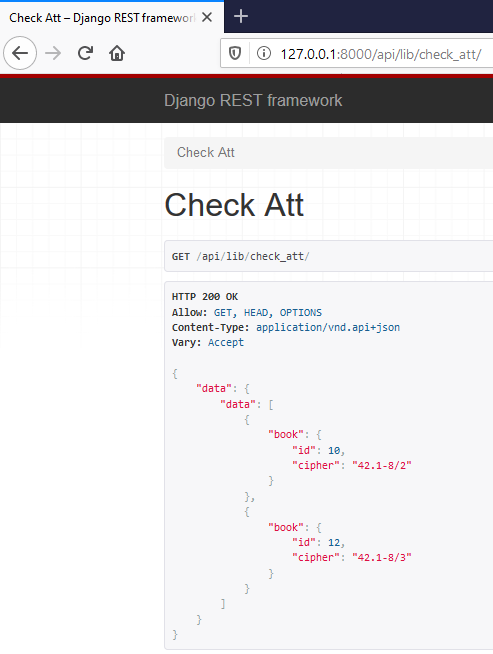 Check Att – Django REST framewor
127.0.0.1:8000/api/lib/check_att/
Django REST framework
Check Att
Check Att
GET /api/lib/check_att/
HTTP 200 OK
Allow: GET, HEAD, OPTIONS
Content-Type: application/vnd.api+json
Vary: Accept
{
    "data": {
        "data": [
            {
                "book": {
                    "id": 10,
                    "cipher": "42.1-8/2"
                }
            },
            {
                "book": {
                    "id": 12,
                    "cipher": "42.1-8/3"
                }
            }
        ]
    }
}